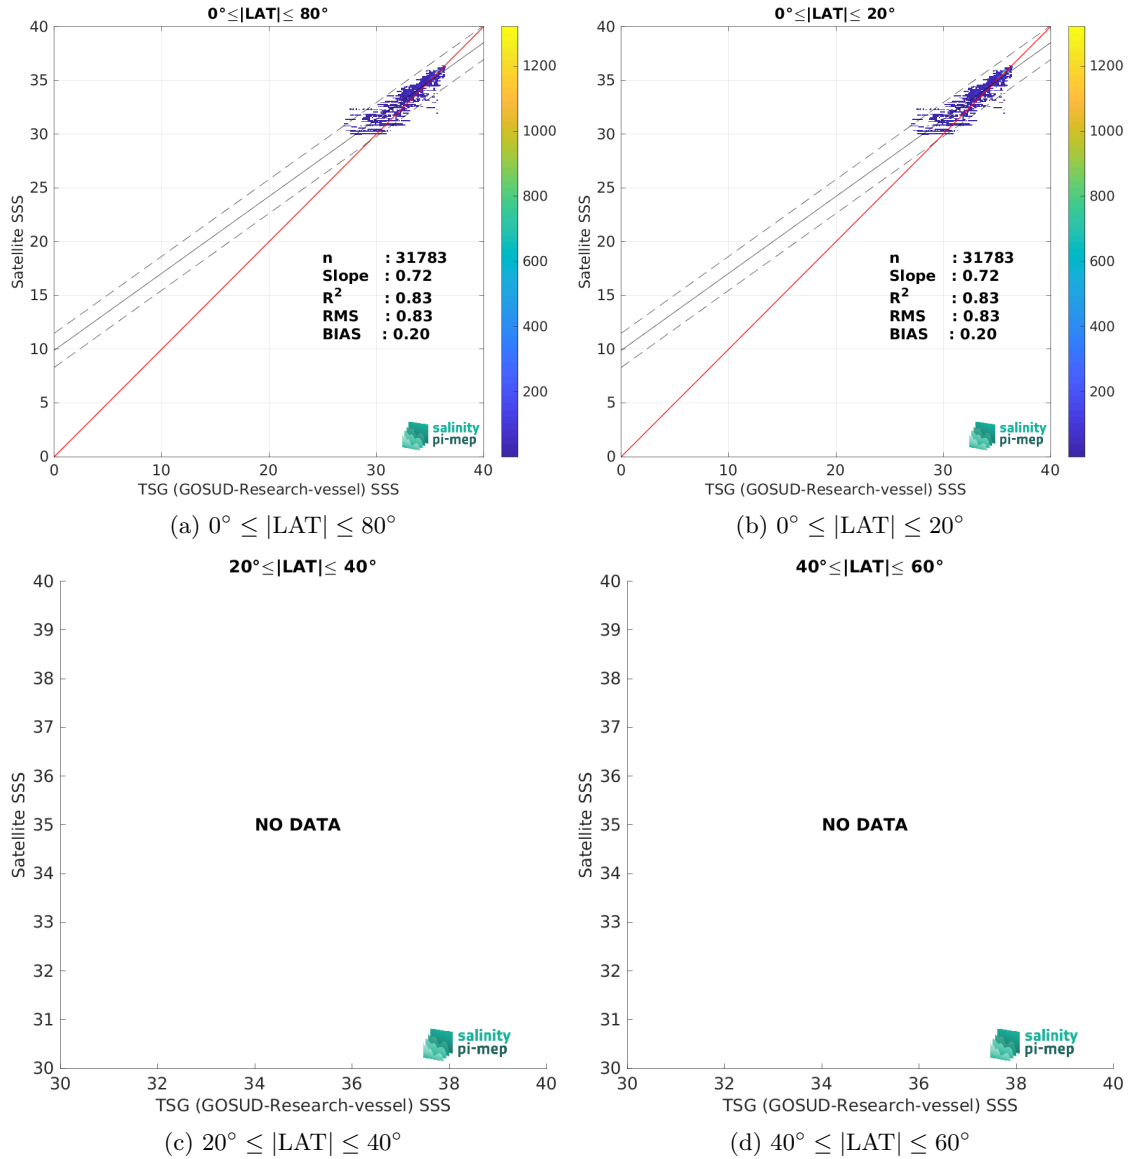 0°≤|LAT|≤ 80°
40
35
30
25
20
15
10
5
0
Satellite SSS
0
10
20
30
40
TSG (GOSUD-Research-vessel) SSS
n : 31783
Slope : 0.72
R² : 0.83
RMS : 0.83
BIAS : 0.20
salinity
pi-mep
1200
1000
800
600
400
200
(a) 0° ≤ |LAT| ≤ 80°
0°≤|LAT|≤ 20°
40
35
30
25
20
15
10
5
0
Satellite SSS
0
10
20
30
40
TSG (GOSUD-Research-vessel) SSS
n : 31783
Slope : 0.72
R² : 0.83
RMS : 0.83
BIAS : 0.20
salinity
pi-mep
1200
1000
800
600
400
200
(b) 0° ≤ |LAT| ≤ 20°
20°≤|LAT|≤ 40°
40
39
38
37
36
35
34
33
32
31
30
Satellite SSS
NO DATA
salinity
pi-mep
30
32
34
36
38
40
TSG (GOSUD-Research-vessel) SSS
(c) 20° ≤ |LAT| ≤ 40°
40°≤|LAT|≤ 60°
40
39
38
37
36
35
34
33
32
31
30
Satellite SSS
NO DATA
salinity
pi-mep
30
32
34
36
38
40
TSG (GOSUD-Research-vessel) SSS
(d) 40° ≤ |LAT| ≤ 60°